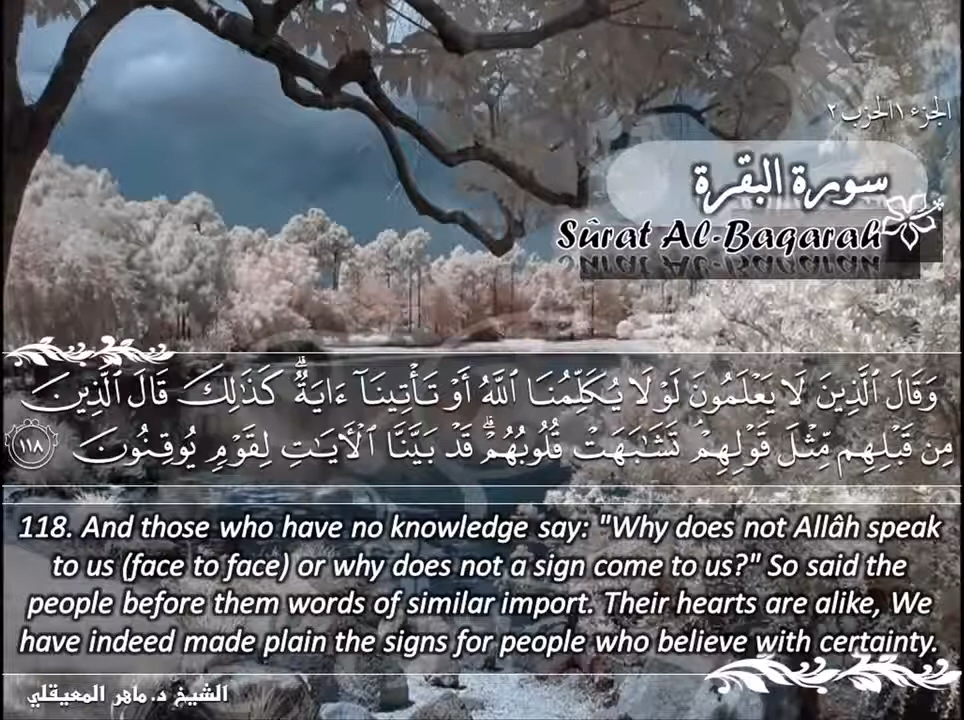 الجزء ١ الحزب ٢
سورة البقرة
Sûrat Al-Baqarah
وَقَالَ ٱلَّذِينَ لَا يَعْلَمُونَ لَوْلَا يُكَلِّمُنَا ٱللَّهُ أَوْ تَأْتِينَآ ءَايَةٌ ۗ كَذَٰلِكَ قَالَ ٱلَّذِينَ
مِن قَبْلِهِم مِّثْلَ قَوْلِهِمْ ۘ تَشَٰبَهَتْ قُلُوبُهُمْ ۗ قَدْ بَيَّنَّا ٱلْأَيَٰتِ لِقَوْمٍ يُوقِنُونَ ١١٨
118. And those who have no knowledge say: "Why does not Allâh speak
to us (face to face) or why does not a sign come to us?" So said the
people before them words of similar import. Their hearts are alike, We
have indeed made plain the signs for people who believe with certainty.
الشيخ د. ماهر المعيقلي